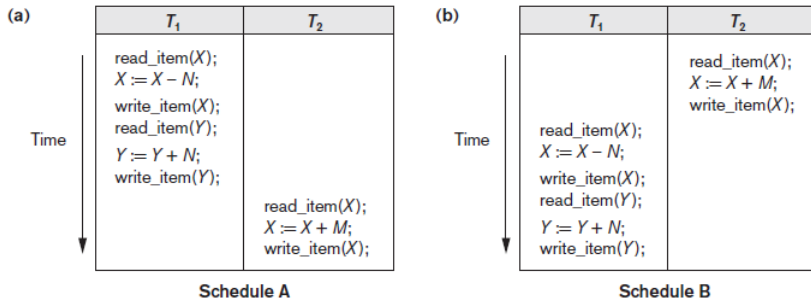 (a)
T1
T2
Time
read_item(X);
X := X – N;
write_item(X);
read_item(Y);
Y := Y + N;
write_item(Y);
read_item(X);
X := X + M;
write_item(X);
Schedule A
(b)
T1
T2
Time
read_item(X);
X := X + M;
write_item(X);
read_item(X);
X := X – N;
write_item(X);
read_item(Y);
Y := Y + N;
write_item(Y);
Schedule B